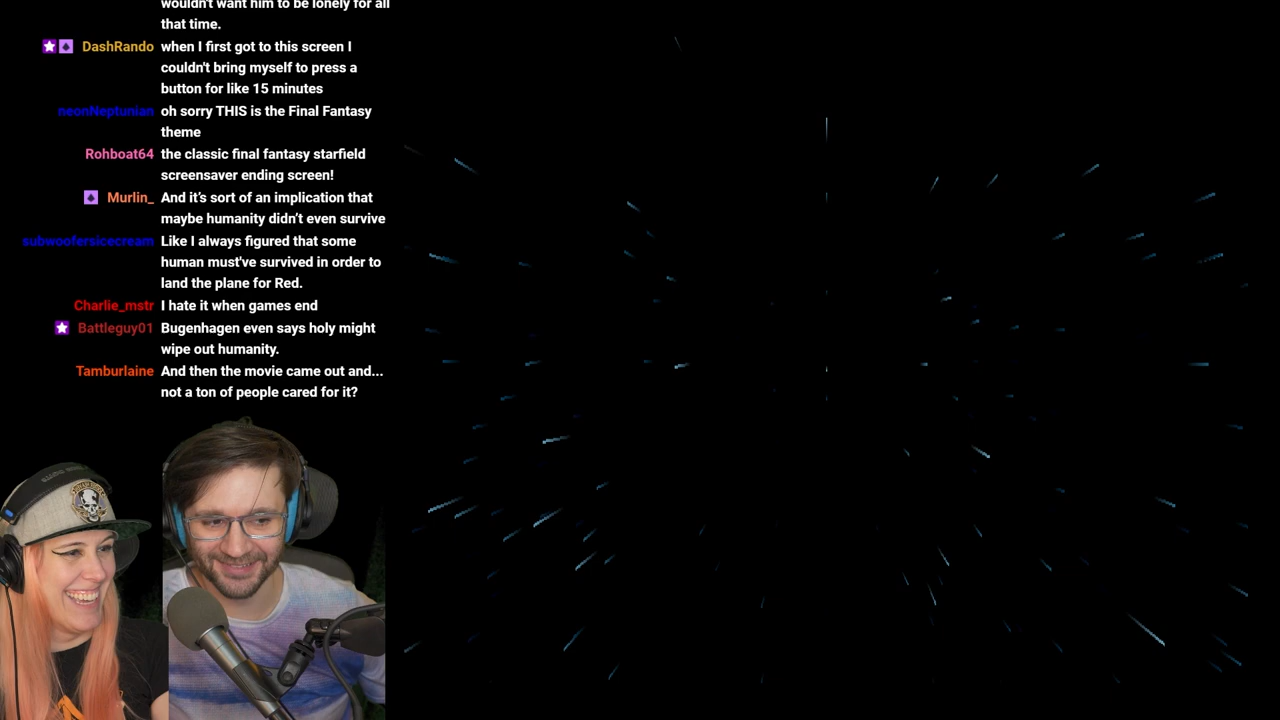 wouldn't want him to be lonely for all
that time.
DashRando when I first got to this screen I
couldn't bring myself to press a
button for like 15 minutes
neonNeptunian oh sorry THIS is the Final Fantasy
theme
Rohboat64 the classic final fantasy starfield
screensaver ending screen!
Murlin_ And it's sort of an implication that
maybe humanity didn't even survive
subwoofersicecream Like I always figured that some
human must've survived in order to
land the plane for Red.
Charlie_mstr I hate it when games end
Battleguy01 Bugenhagen even says holy might
wipe out humanity.
Tamburlaine And then the movie came out and...
not a ton of people cared for it?